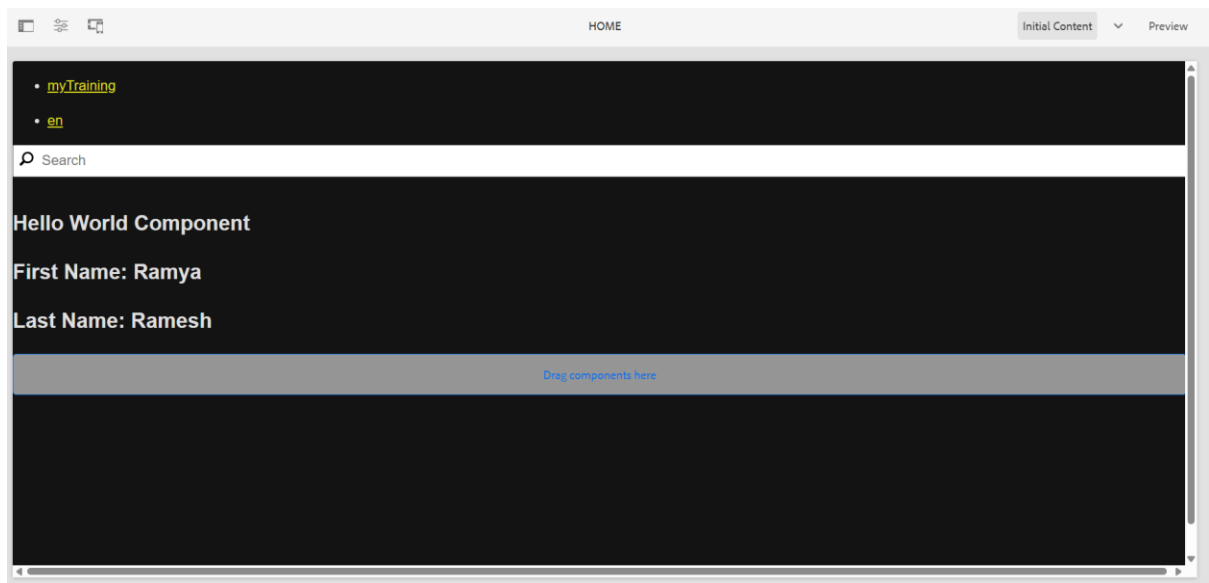 HOME
Initial Content
Preview
myTraining
en
Search
Hello World Component
First Name: Ramya
Last Name: Ramesh
Drag components here